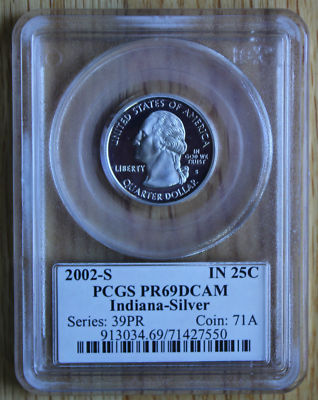 UNITED STATES OF AMERICA
LIBERTY
IN
GOD WE
TRUST
S
QUARTER DOLLAR
2002-S IN 25C
PCGS PR69DCAM
Indiana-Silver
Series: 39PR Coin: 71A
913034.69/71427550